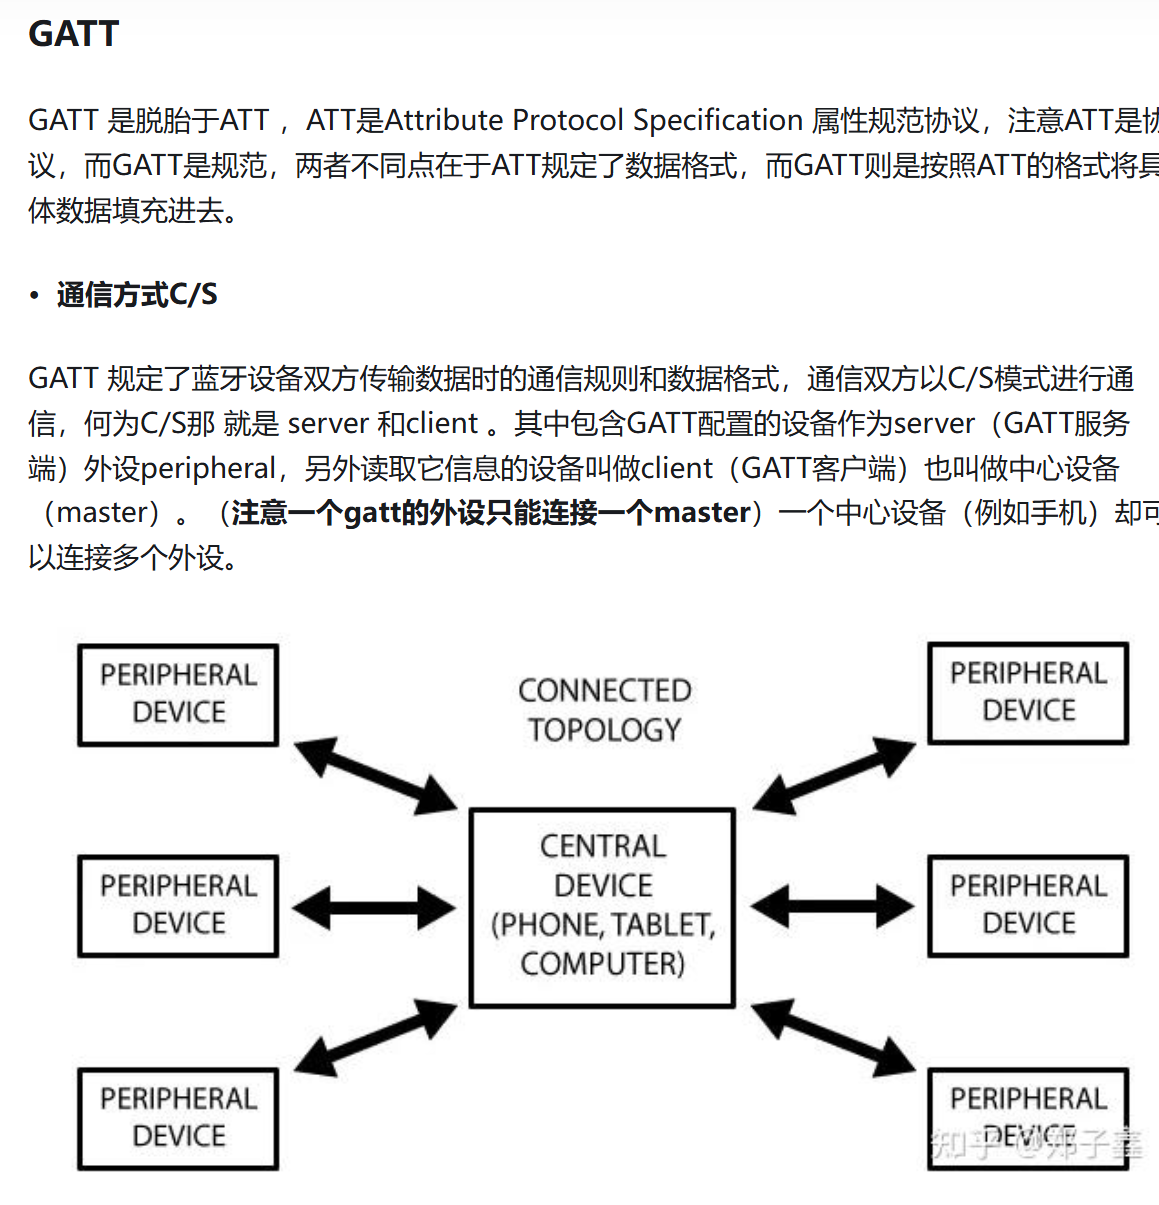 GATT
GATT 是脱胎于ATT ，ATT是Attribute Protocol Specification 属性规范协议，注意ATT是协
议，而GATT是规范，两者不同点在于ATT规定了数据格式，而GATT则是按照ATT的格式将具
体数据填充进去。
• 通信方式C/S
GATT 规定了蓝牙设备双方传输数据时的通信规则和数据格式，通信双方以C/S模式进行通
信，何为C/S那 就是 server 和client 。其中包含GATT配置的设备作为server（GATT服务
端）外设peripheral，另外读取它信息的设备叫做client（GATT客户端）也叫做中心设备
（master）。（注意一个gatt的外设只能连接一个master）一个中心设备（例如手机）却可
以连接多个外设。
PERIPHERAL
DEVICE
CONNECTED
TOPOLOGY
PERIPHERAL
DEVICE
PERIPHERAL
DEVICE
CENTRAL
DEVICE
(PHONE, TABLET,
COMPUTER)
PERIPHERAL
DEVICE
PERIPHERAL
DEVICE
PERIPHERAL
DEVICE
知乎 @郑子鑫